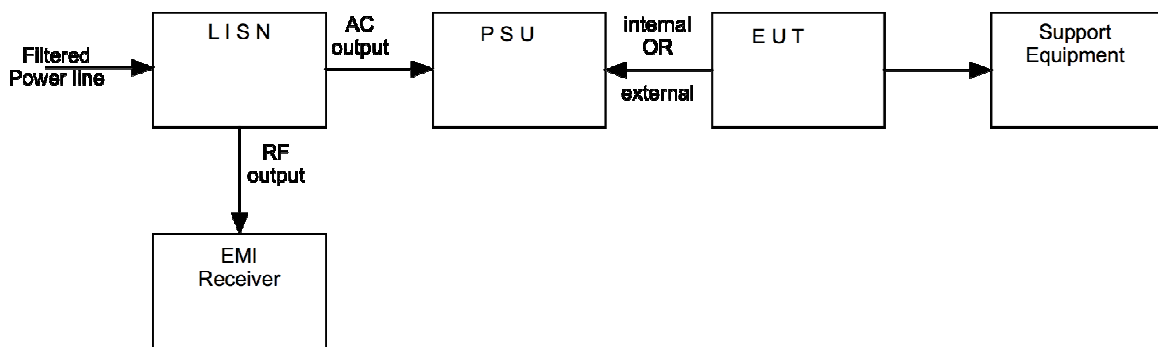 L I S N
AC
output
P S U
internal
OR
external
E U T
Support
Equipment
Filtered
Power line
RF
output
EMI
Receiver